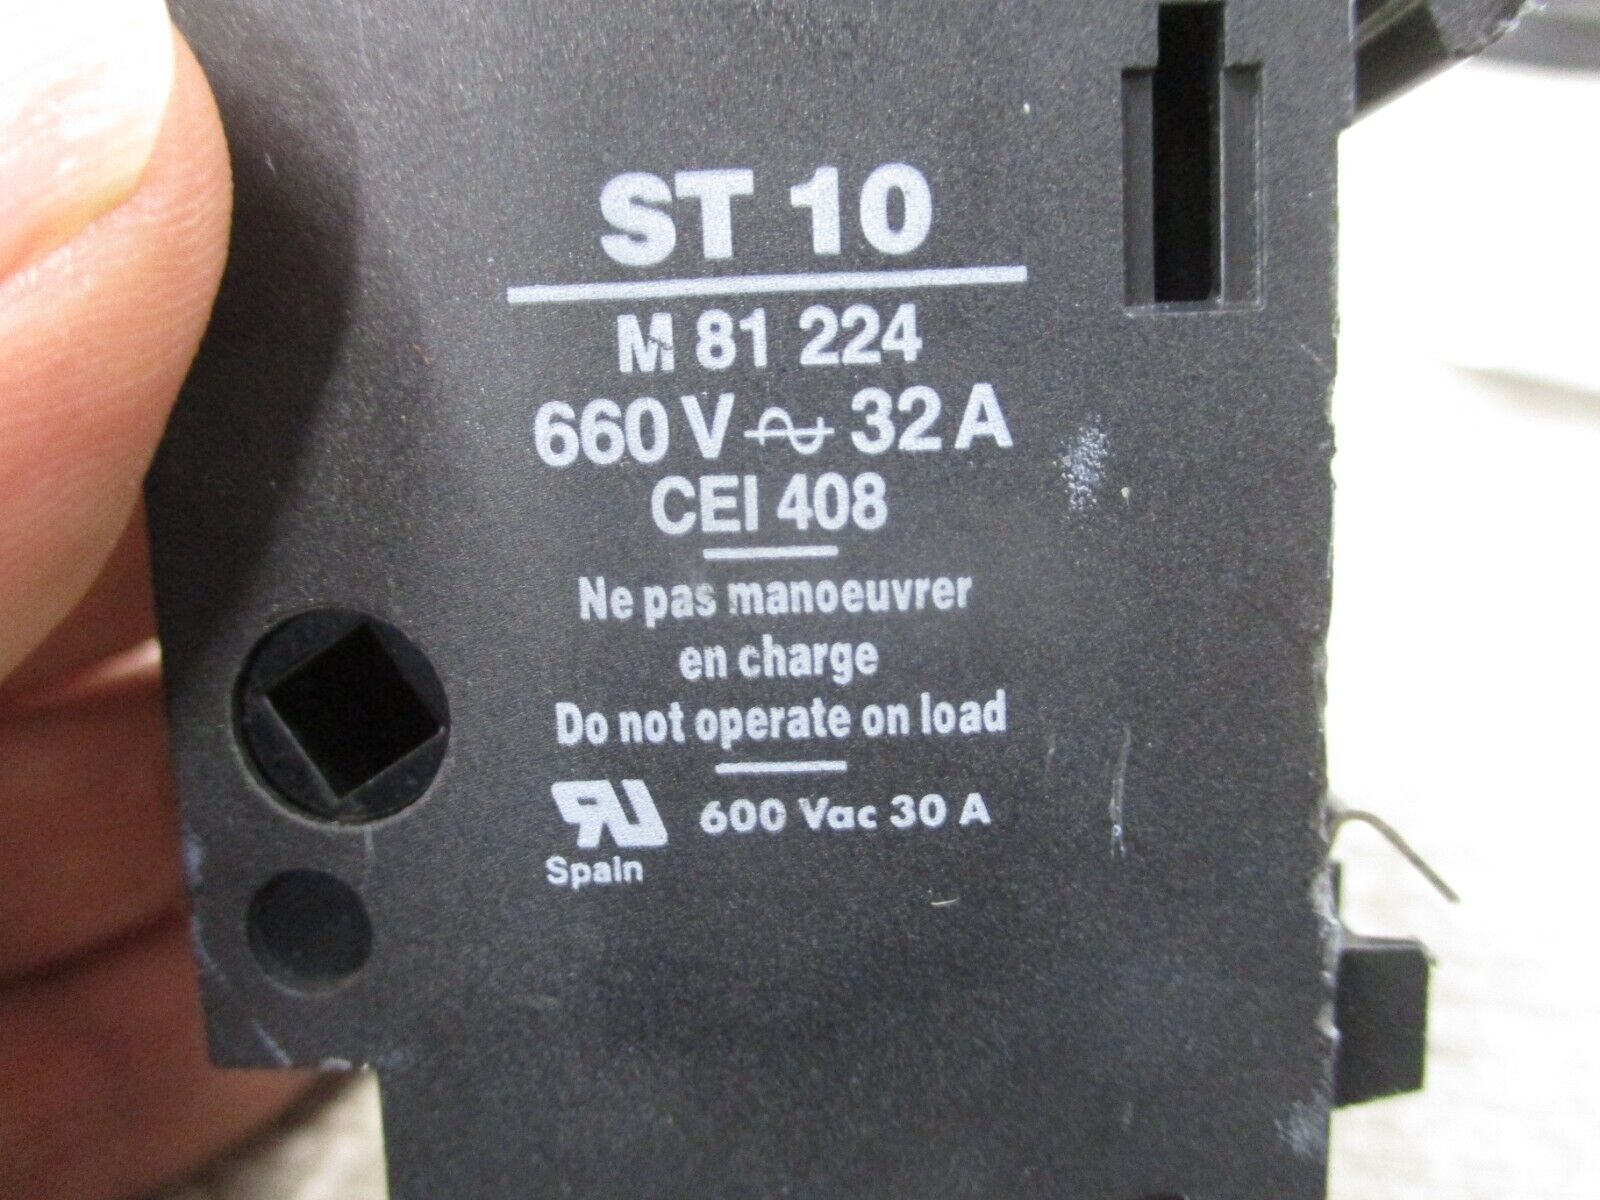 ST 10
M 81 224
660 V ~ 32 A
CEI 408
Ne pas manoeuvrer
en charge
Do not operate on load
RU 600 Vac 30 A
Spain